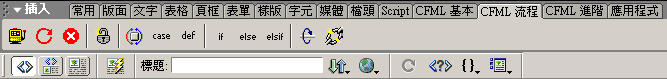 插入 常用 版面 文字 表格 頁框 表單 樣版 字元 媒體 檔頭 Script CFML 基本 CFML 流程 CFML 進階 應用程式
case def if else elsif
標題: <?> {}